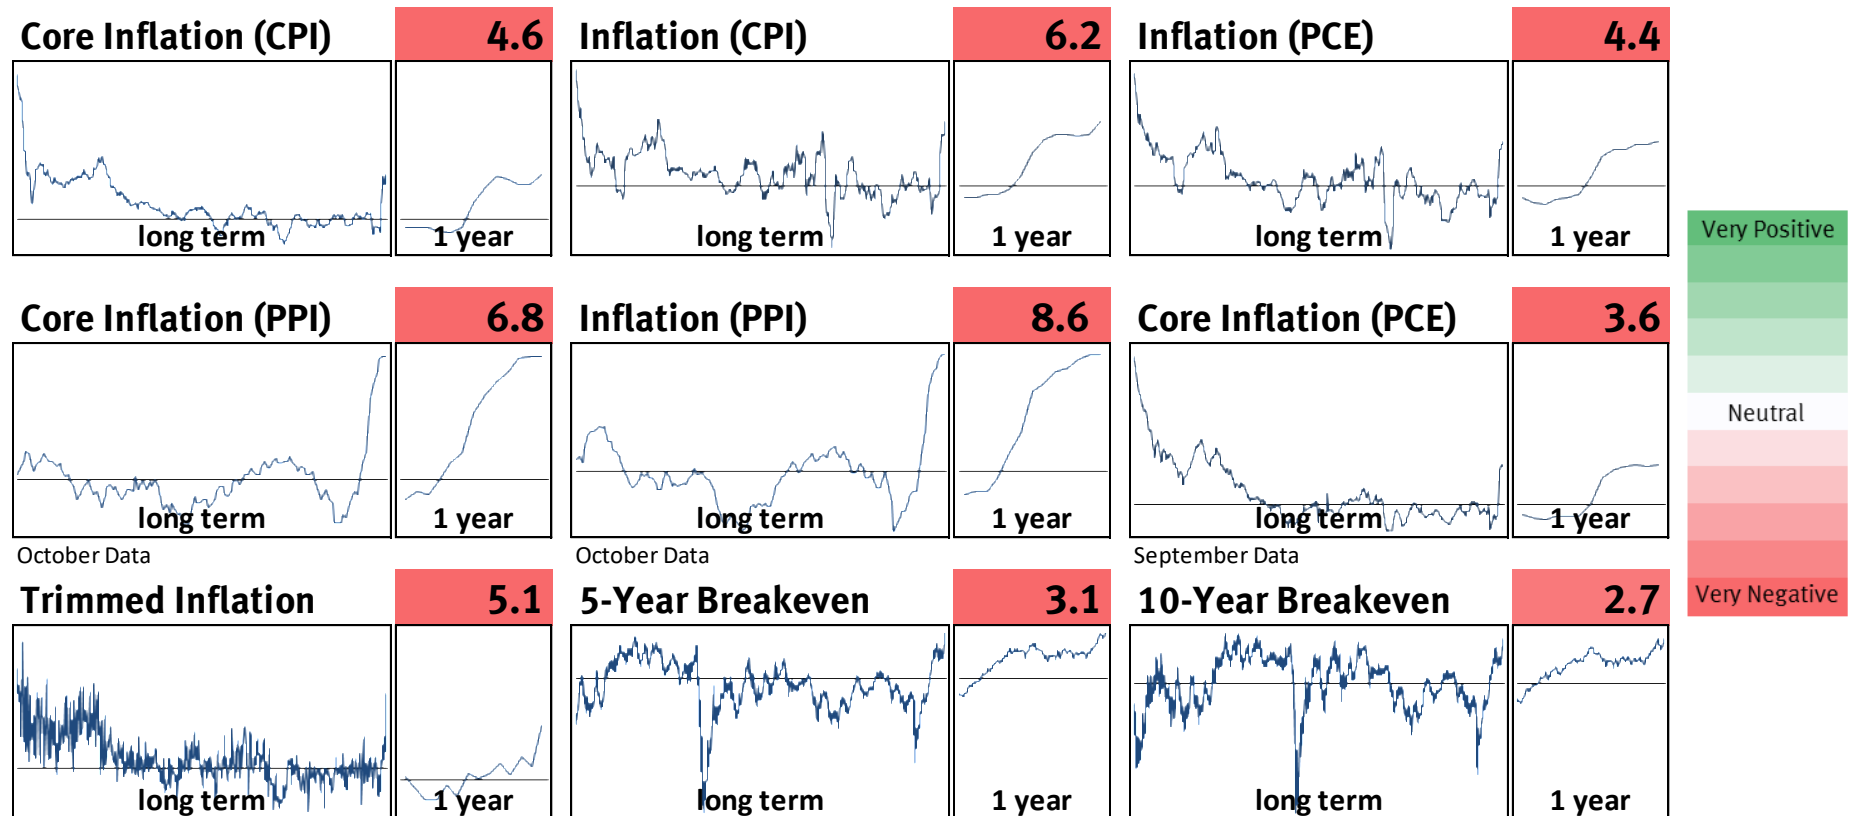 Core Inflation (CPI) 4.6
Inflation (CPI) 6.2
Inflation (PCE) 4.4
long term 1 year
long term 1 year
long term 1 year
Core Inflation (PPI) 6.8
Inflation (PPI) 8.6
Core Inflation (PCE) 3.6
long term 1 year
long term 1 year
long term 1 year
October Data
October Data
September Data
Trimmed Inflation 5.1
5-Year Breakeven 3.1
10-Year Breakeven 2.7
long term 1 year
long term 1 year
long term 1 year
Very Positive
Neutral
Very Negative